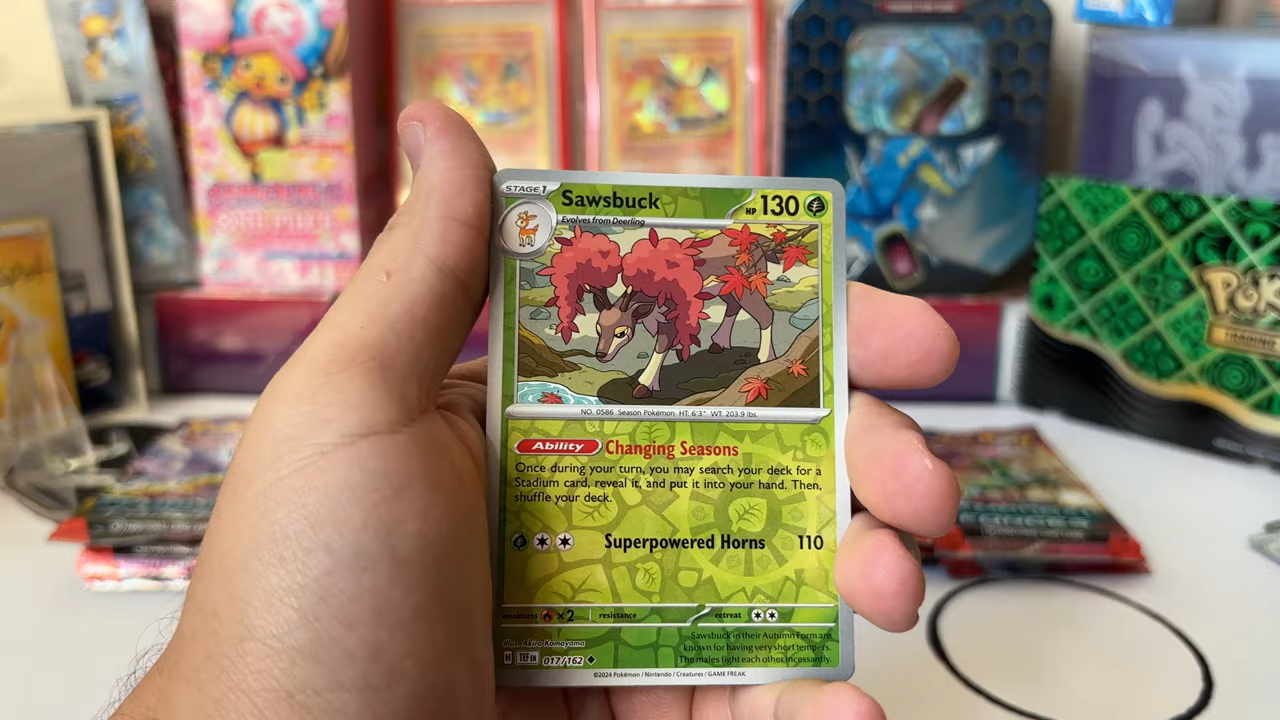 STAGE 1
Sawsbuck
HP 130
Evolves from Deerling
NO. 0586 Season Pokémon HT: 6'3" WT: 203.9 lbs.
Ability Changing Seasons
Once during your turn, you may search your deck for a
Stadium card, reveal it, and put it into your hand. Then,
shuffle your deck.
Superpowered Horns 110
weakness ×2 resistance retreat
Illus. Akira Komayama
Sawsbuck in their Autumn Form are
known for having very short tempers.
The males fight each other incessantly.
H TEF EN 017/162
©2024 Pokémon / Nintendo / Creatures / GAME FREAK
POK
TRADING